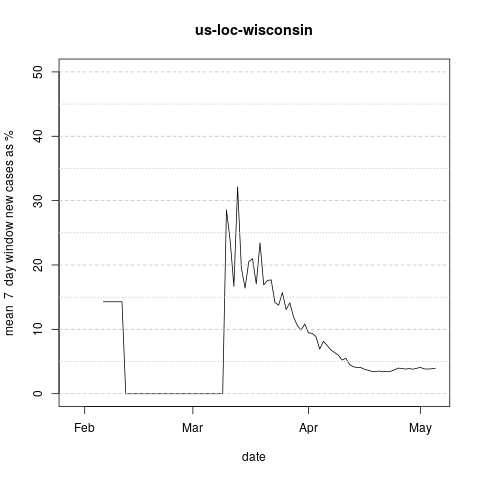 us-loc-wisconsin
mean 7 day window new cases as %
50
40
30
20
10
0
Feb
Mar
Apr
May
date